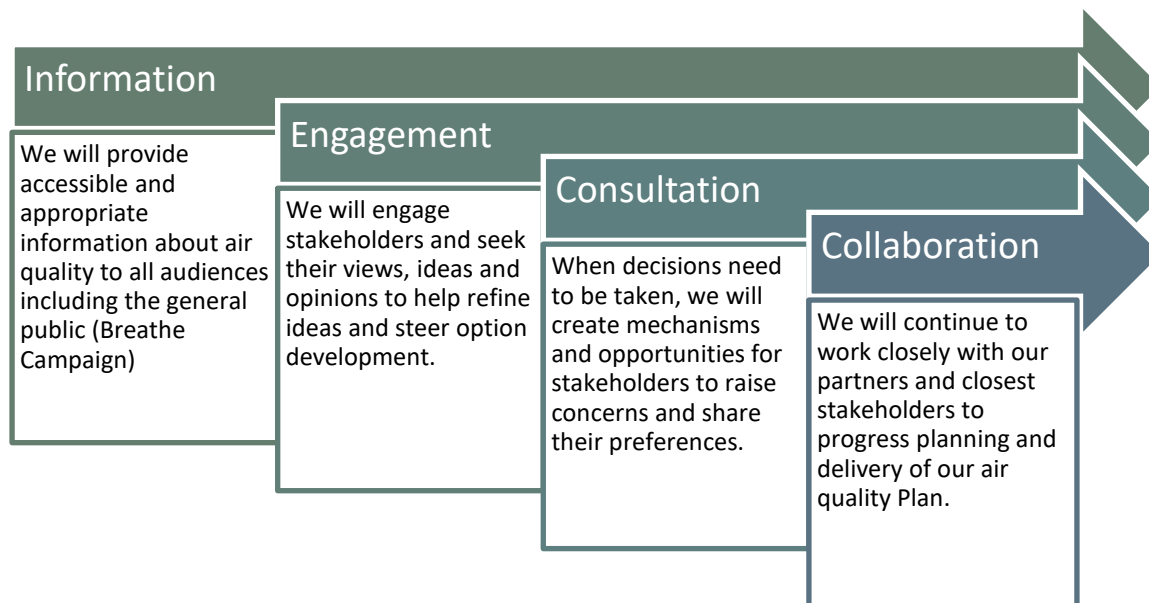 Information
We will provide
accessible and
appropriate
information about air
quality to all audiences
including the general
public (Breathe
Campaign)
Engagement
We will engage
stakeholders and seek
their views, ideas and
opinions to help refine
ideas and steer option
development.
Consultation
When decisions need
to be taken, we will
create mechanisms
and opportunities for
stakeholders to raise
concerns and share
their preferences.
Collaboration
We will continue to
work closely with our
partners and closest
stakeholders to
progress planning and
delivery of our air
quality Plan.